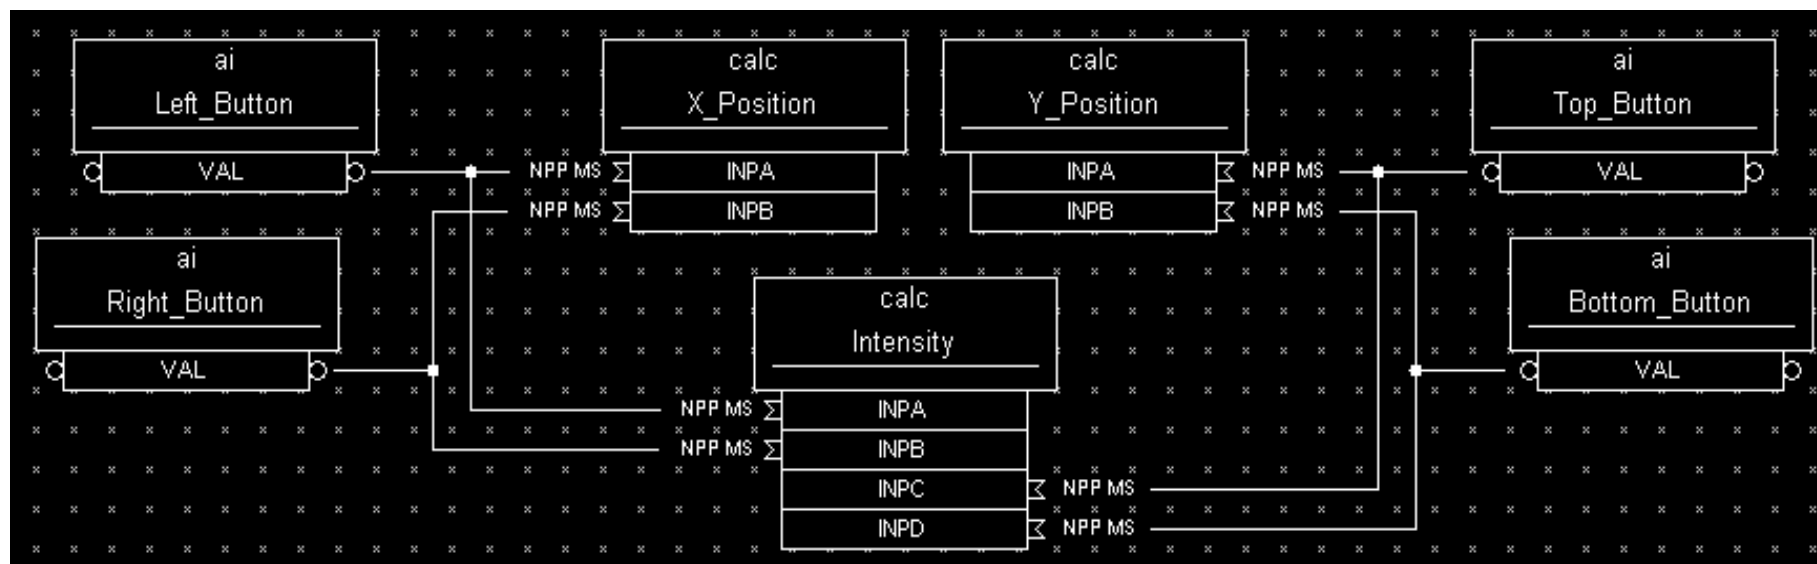 ai
Left_Button
VAL
ai
Right_Button
VAL
calc
X_Position
NPP MS INPA
NPP MS INPB
calc
Y_Position
INPA NPP MS
INPB NPP MS
calc
Intensity
NPP MS INPA
NPP MS INPB
INPC NPP MS
INPD NPP MS
ai
Top_Button
VAL
ai
Bottom_Button
VAL